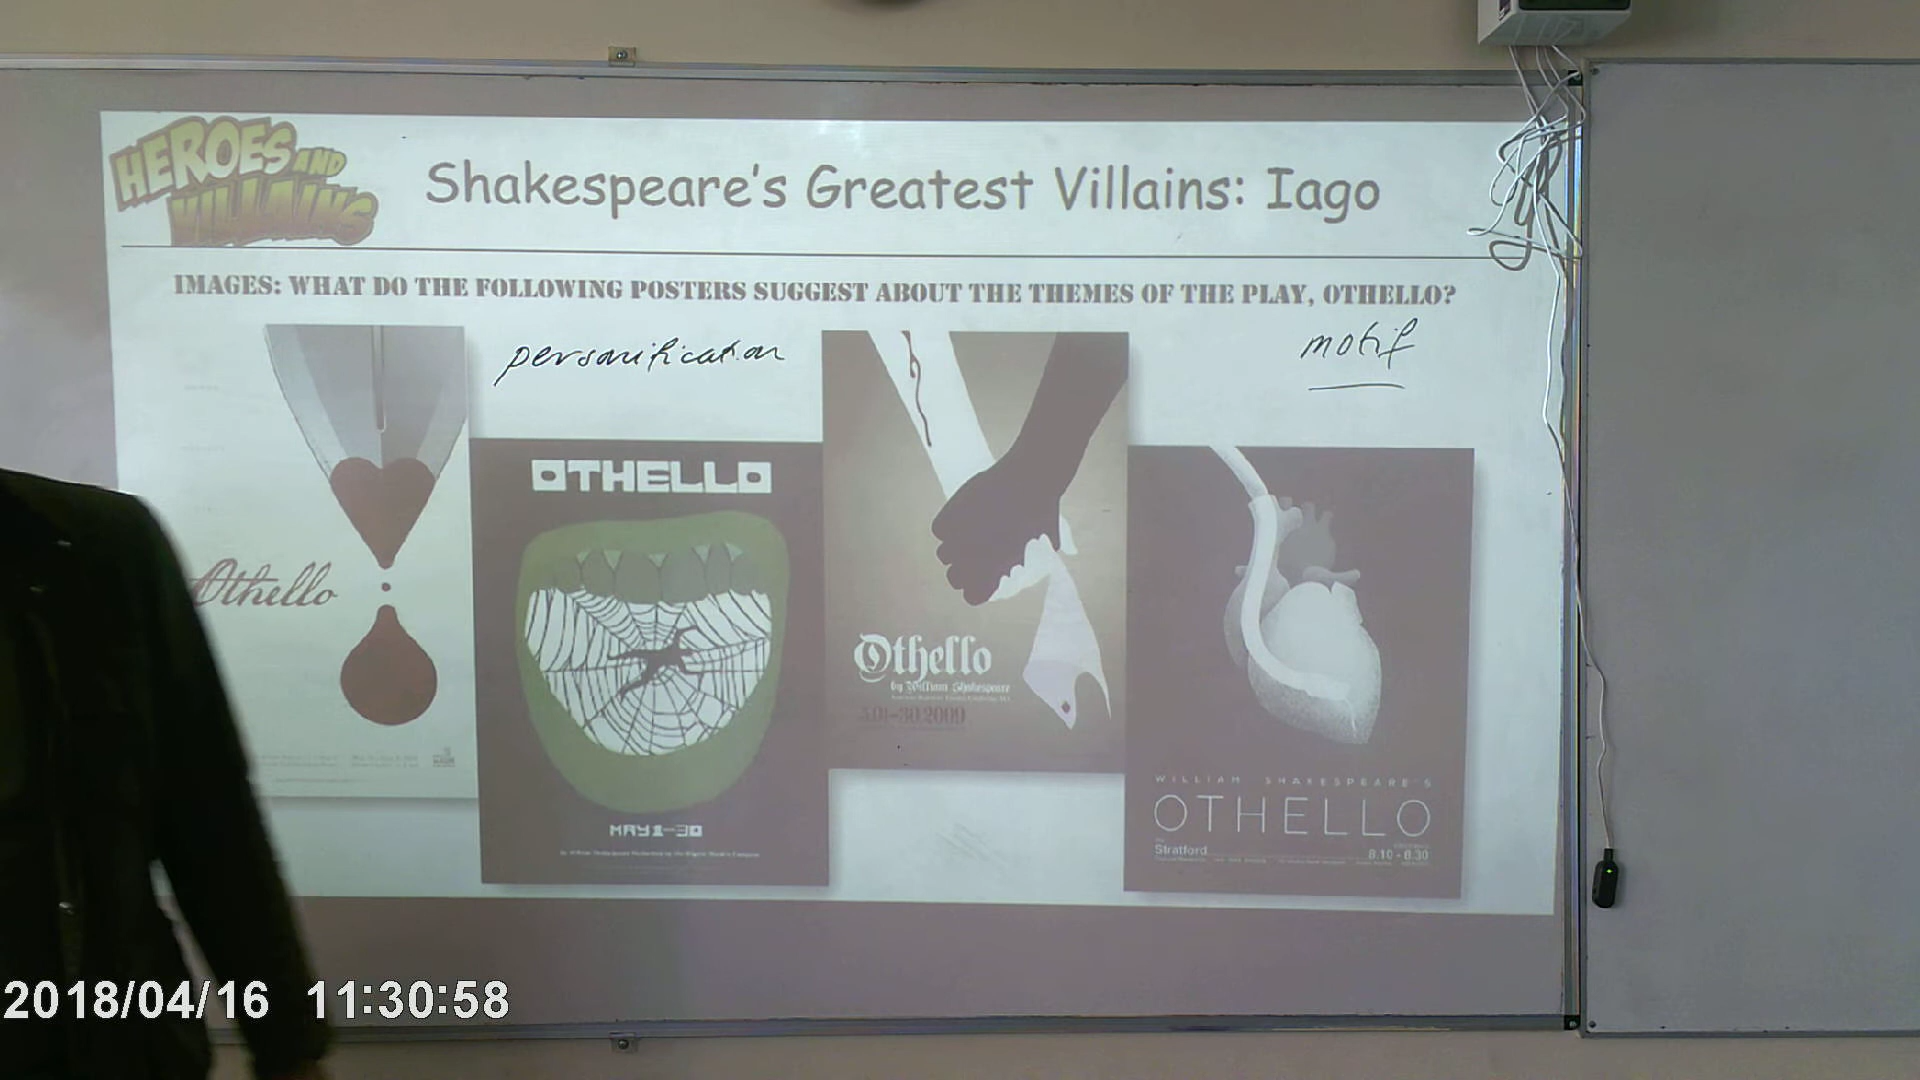 HEROES AND
VILLAINS
Shakespeare's Greatest Villains: Iago
IMAGES: WHAT DO THE FOLLOWING POSTERS SUGGEST ABOUT THE THEMES OF THE PLAY, OTHELLO?
personification
motif
Othello
OTHELLO
MAY 1-30
Othello
by William Shakespeare
WILLIAM SHAKESPEARE'S
OTHELLO
Stratford
8.10 - 8.30
2018/04/16 11:30:58